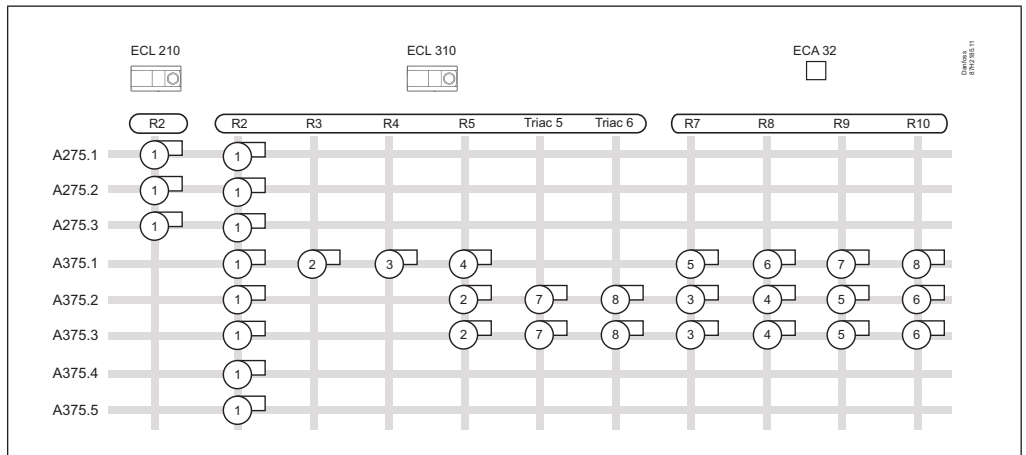 ECL 210 ECL 310 ECA 32
Danfoss
87H2185.11
R2 R2 R3 R4 R5 Triac 5 Triac 6 R7 R8 R9 R10
A275.1 1 1
A275.2 1 1
A275.3 1 1
A375.1 1 2 3 4 5 6 7 8
A375.2 1 2 7 8 3 4 5 6
A375.3 1 2 7 8 3 4 5 6
A375.4 1
A375.5 1